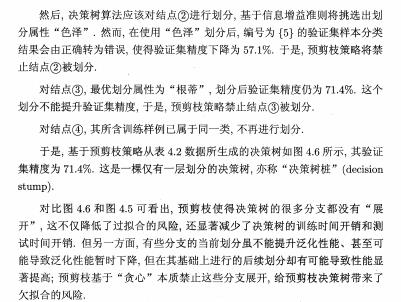 然后, 决策树算法应该对结点②进行划分, 基于信息增益准则将挑选出划
分属性“色泽”. 然而, 在使用“色泽”划分后, 编号为 {5} 的验证集样本分类
结果会由正确转为错误, 使得验证集精度下降为 57.1%. 于是, 预剪枝策略将禁
止结点②被划分.
对结点③, 最优划分属性为“根蒂”, 划分后验证集精度仍为 71.4%. 这个
划分不能提升验证集精度, 于是, 预剪枝策略禁止结点③被划分.
对结点④, 其所含训练样例已属于同一类, 不再进行划分.
于是, 基于预剪枝策略从表 4.2 数据所生成的决策树如图 4.6 所示, 其验证
集精度为 71.4%. 这是一棵仅有一层划分的决策树, 亦称“决策树桩”(decision
stump).
对比图 4.6 和图 4.5 可看出, 预剪枝使得决策树的很多分支都没有“展
开”, 这不仅降低了过拟合的风险, 还显著减少了决策树的训练时间开销和测
试时间开销. 但另一方面, 有些分支的当前划分虽不能提升泛化性能、甚至可
能导致泛化性能暂时下降, 但在其基础上进行的后续划分却有可能导致性能显
著提高; 预剪枝基于“贪心”本质禁止这些分支展开, 给预剪枝决策树带来了
欠拟合的风险.